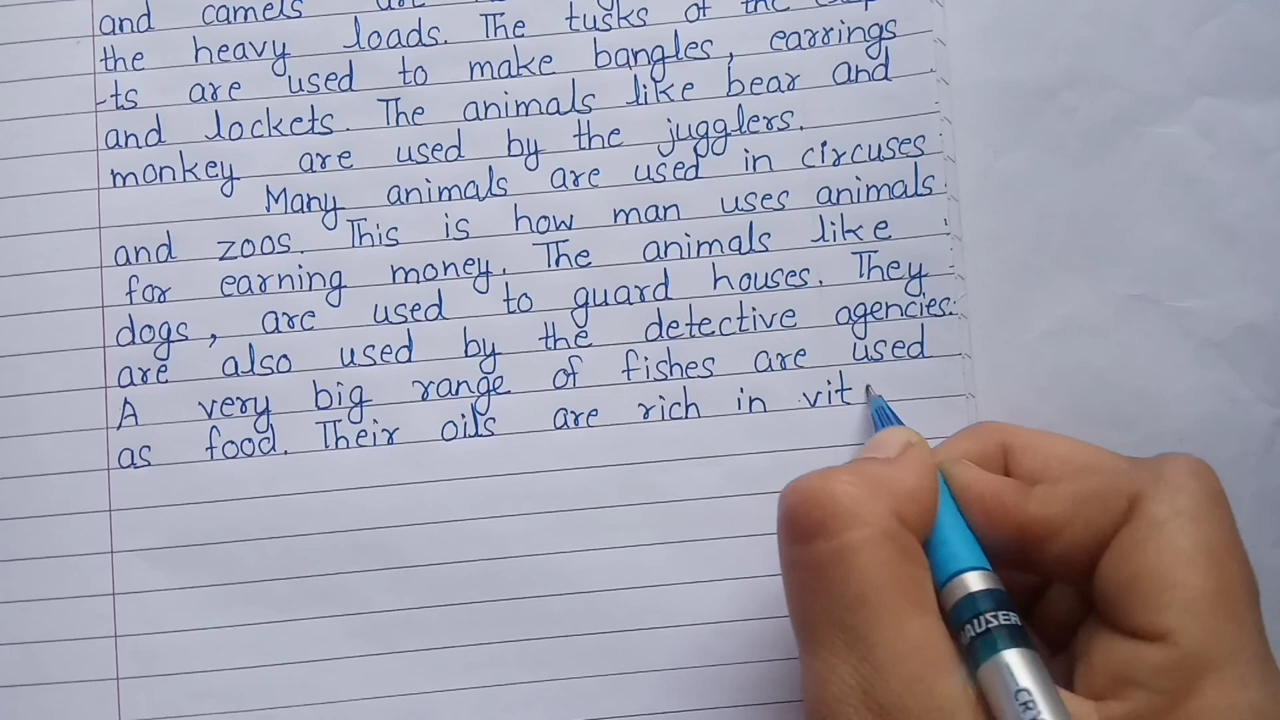 and camels
the heavy loads. The tusks of the
-ts are used to make bangles, earrings
and lockets. The animals like bear and
monkey are used by the jugglers.
Many animals are used in circuses
and zoos. This is how man uses animals
for earning money. The animals like
dogs, are used to guard houses. They
are also used by the detective agencies.
A very big range of fishes are used
as food. Their oils are rich in vit
HAUSER
CRY